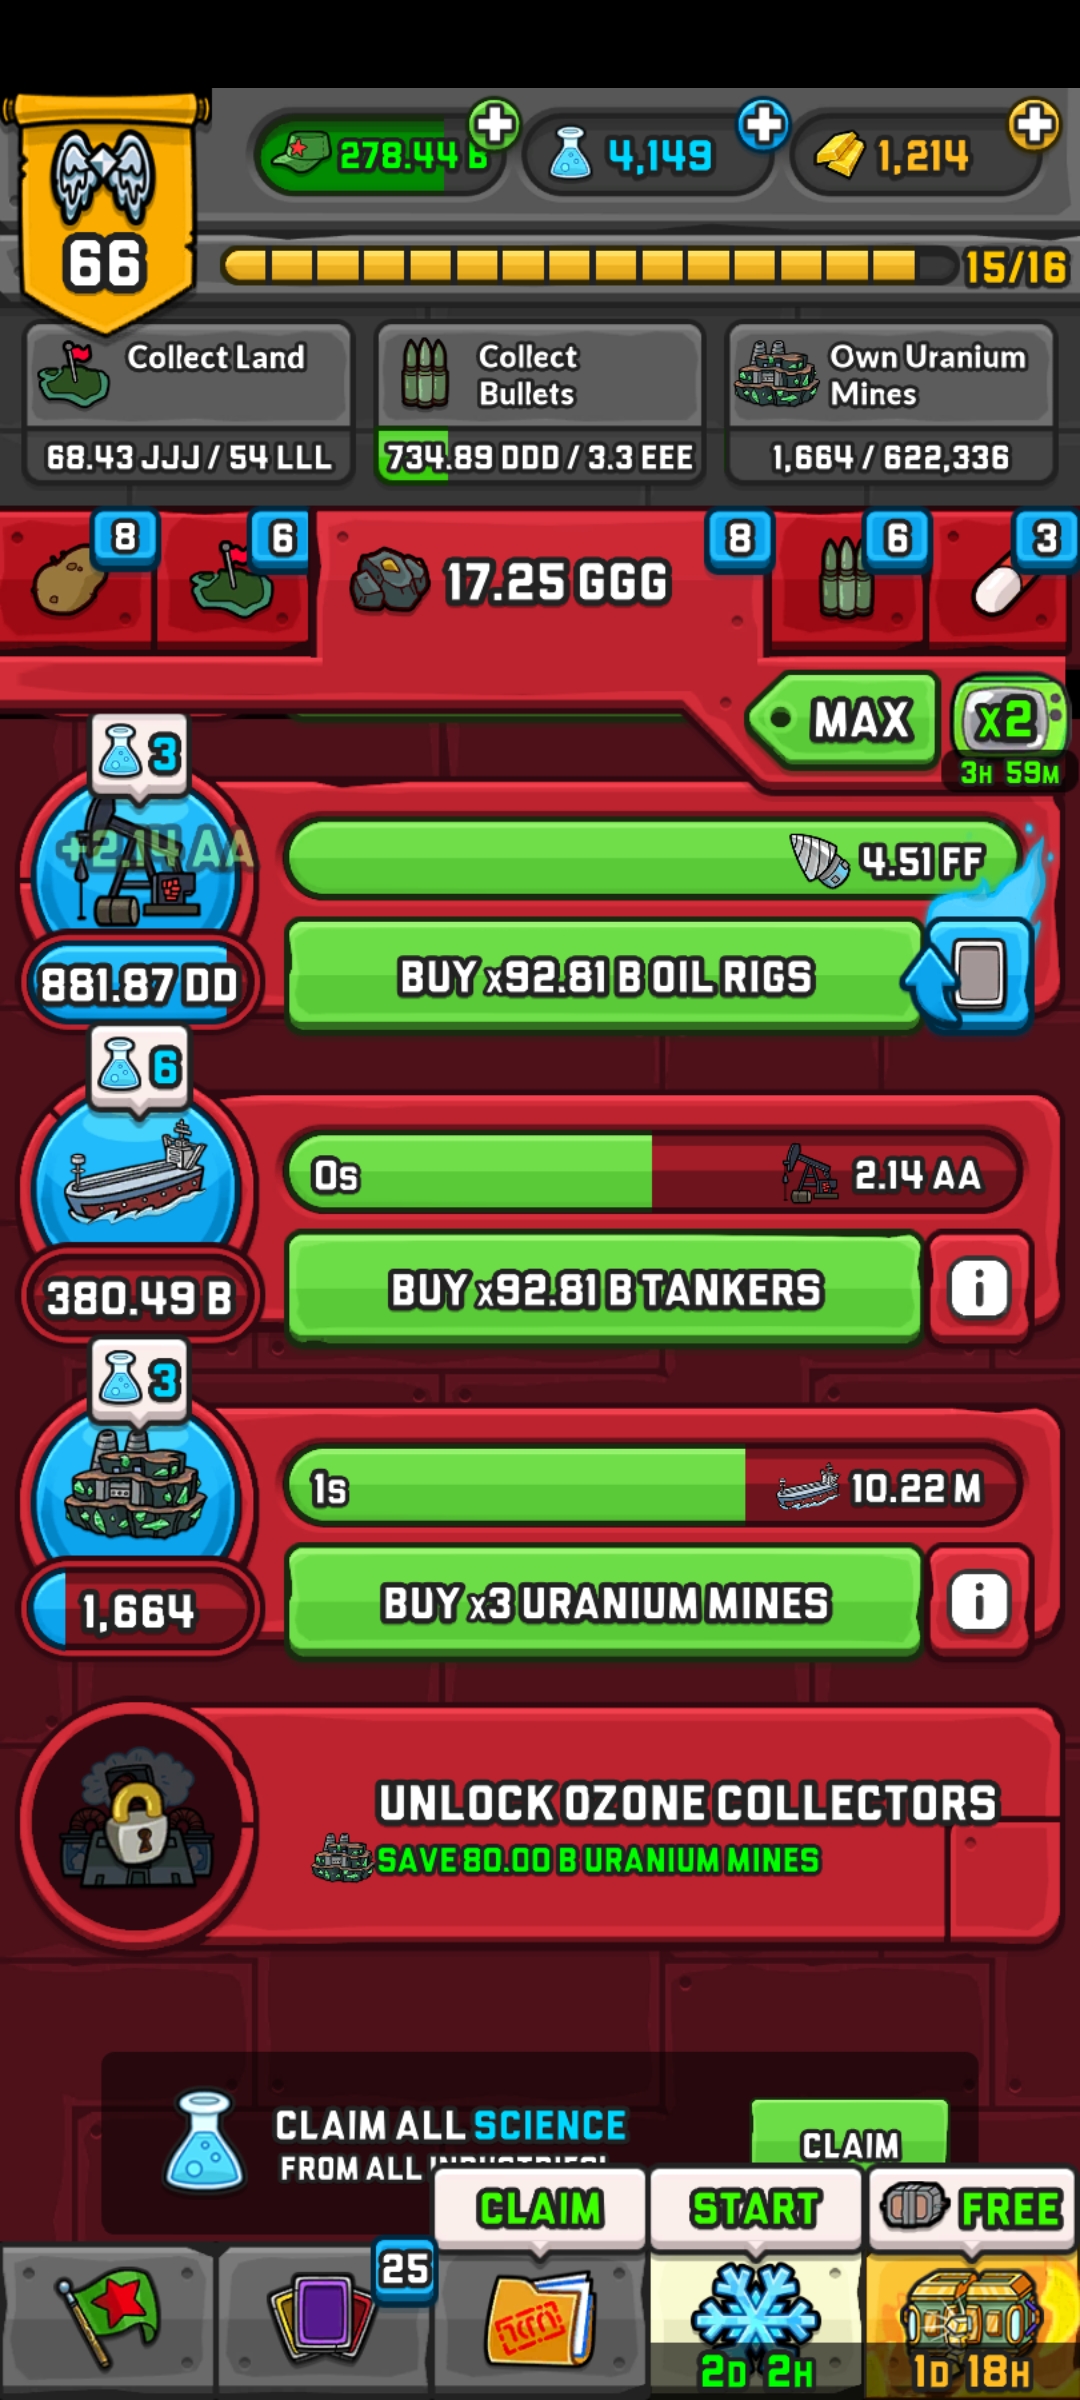 278.44 B
4,149
1,214
66
15/16
Collect Land
68.43 JJJ / 54 LLL
Collect
Bullets
734.89 DDD / 3.3 EEE
Own Uranium
Mines
1,664 / 622,336
8
6
17.25 GGG
8
6
3
MAX
x2
3H 59M
3
+2.14 AA
4.51 FF
881.87 DD
BUY x92.81 B OIL RIGS
6
0s
2.14 AA
380.49 B
BUY x92.81 B TANKERS
i
3
1s
10.22 M
1,664
BUY x3 URANIUM MINES
i
UNLOCK OZONE COLLECTORS
SAVE 80.00 B URANIUM MINES
CLAIM ALL SCIENCE
FROM ALL INDUSTRIES!
CLAIM
CLAIM
START
FREE
25
2D 2H
1D 18H